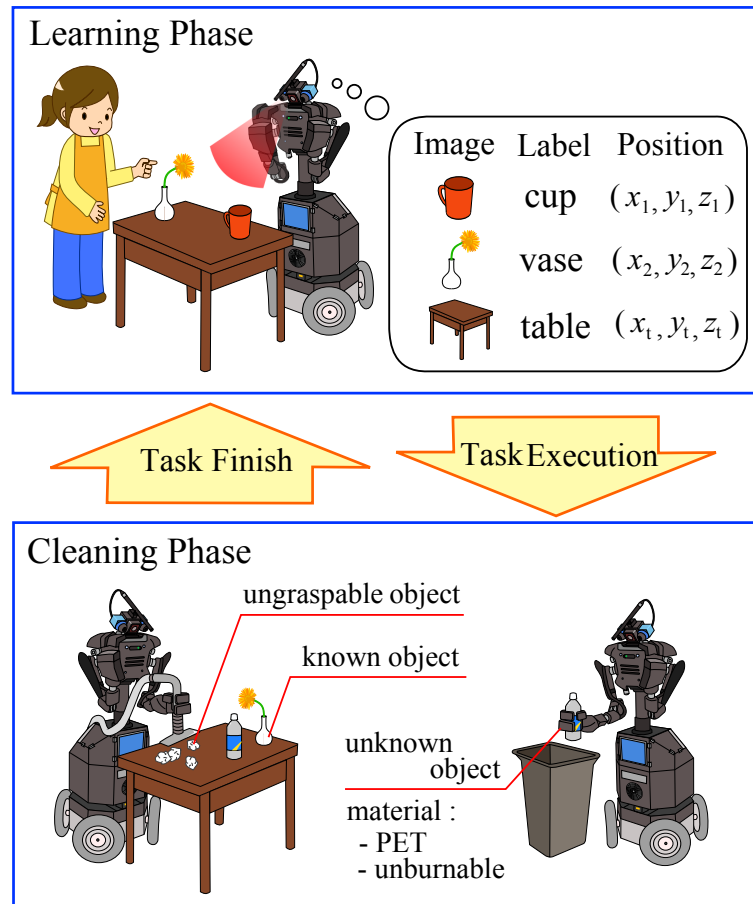 Learning Phase
Image Label Position
cup (x₁, y₁, z₁)
vase (x₂, y₂, z₂)
table (xₜ, yₜ, zₜ)
Task Finish
Task Execution
Cleaning Phase
ungraspable object
known object
unknown
object
material :
- PET
- unburnable